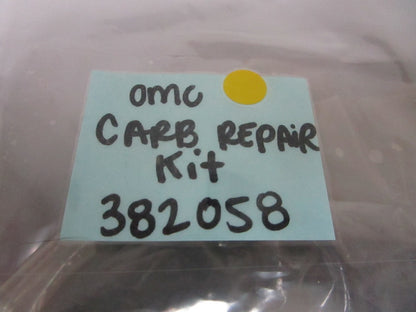 omc
CARB REPAiR
Kit
382058